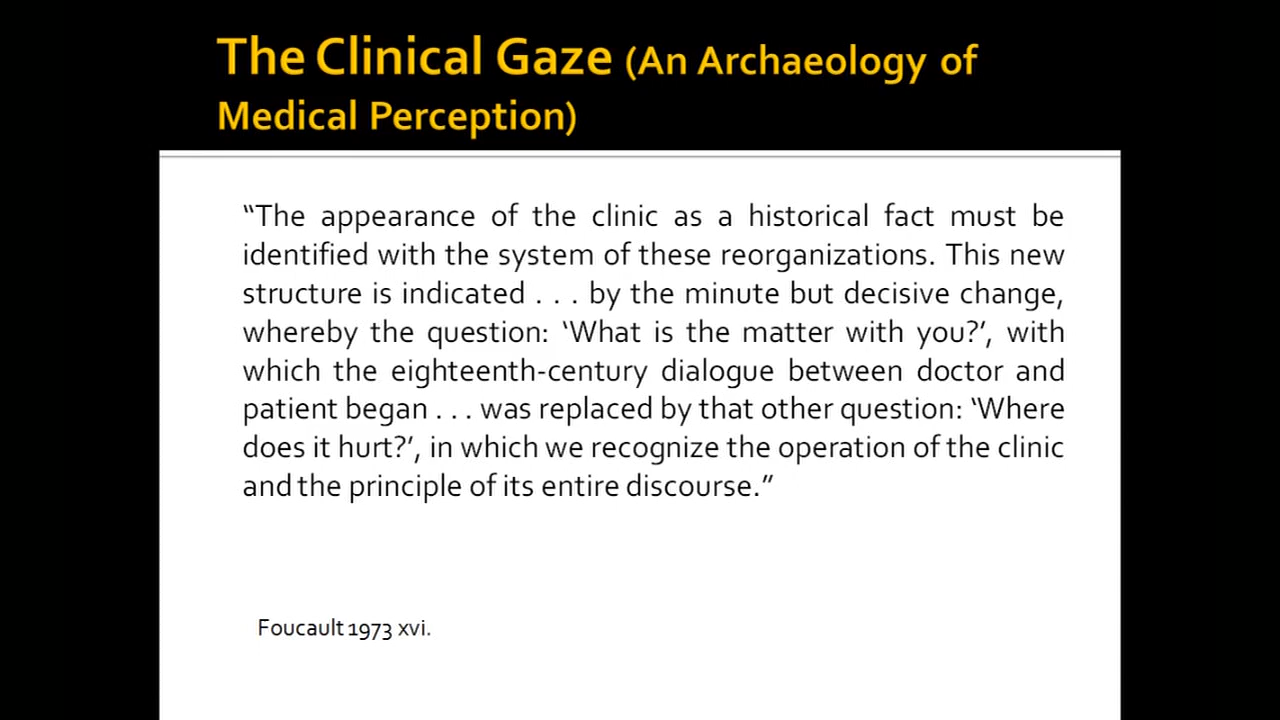 The Clinical Gaze (An Archaeology of
Medical Perception)
“The appearance of the clinic as a historical fact must be
identified with the system of these reorganizations. This new
structure is indicated . . . by the minute but decisive change,
whereby the question: ‘What is the matter with you?’, with
which the eighteenth-century dialogue between doctor and
patient began . . . was replaced by that other question: ‘Where
does it hurt?’, in which we recognize the operation of the clinic
and the principle of its entire discourse.”
Foucault 1973 xvi.